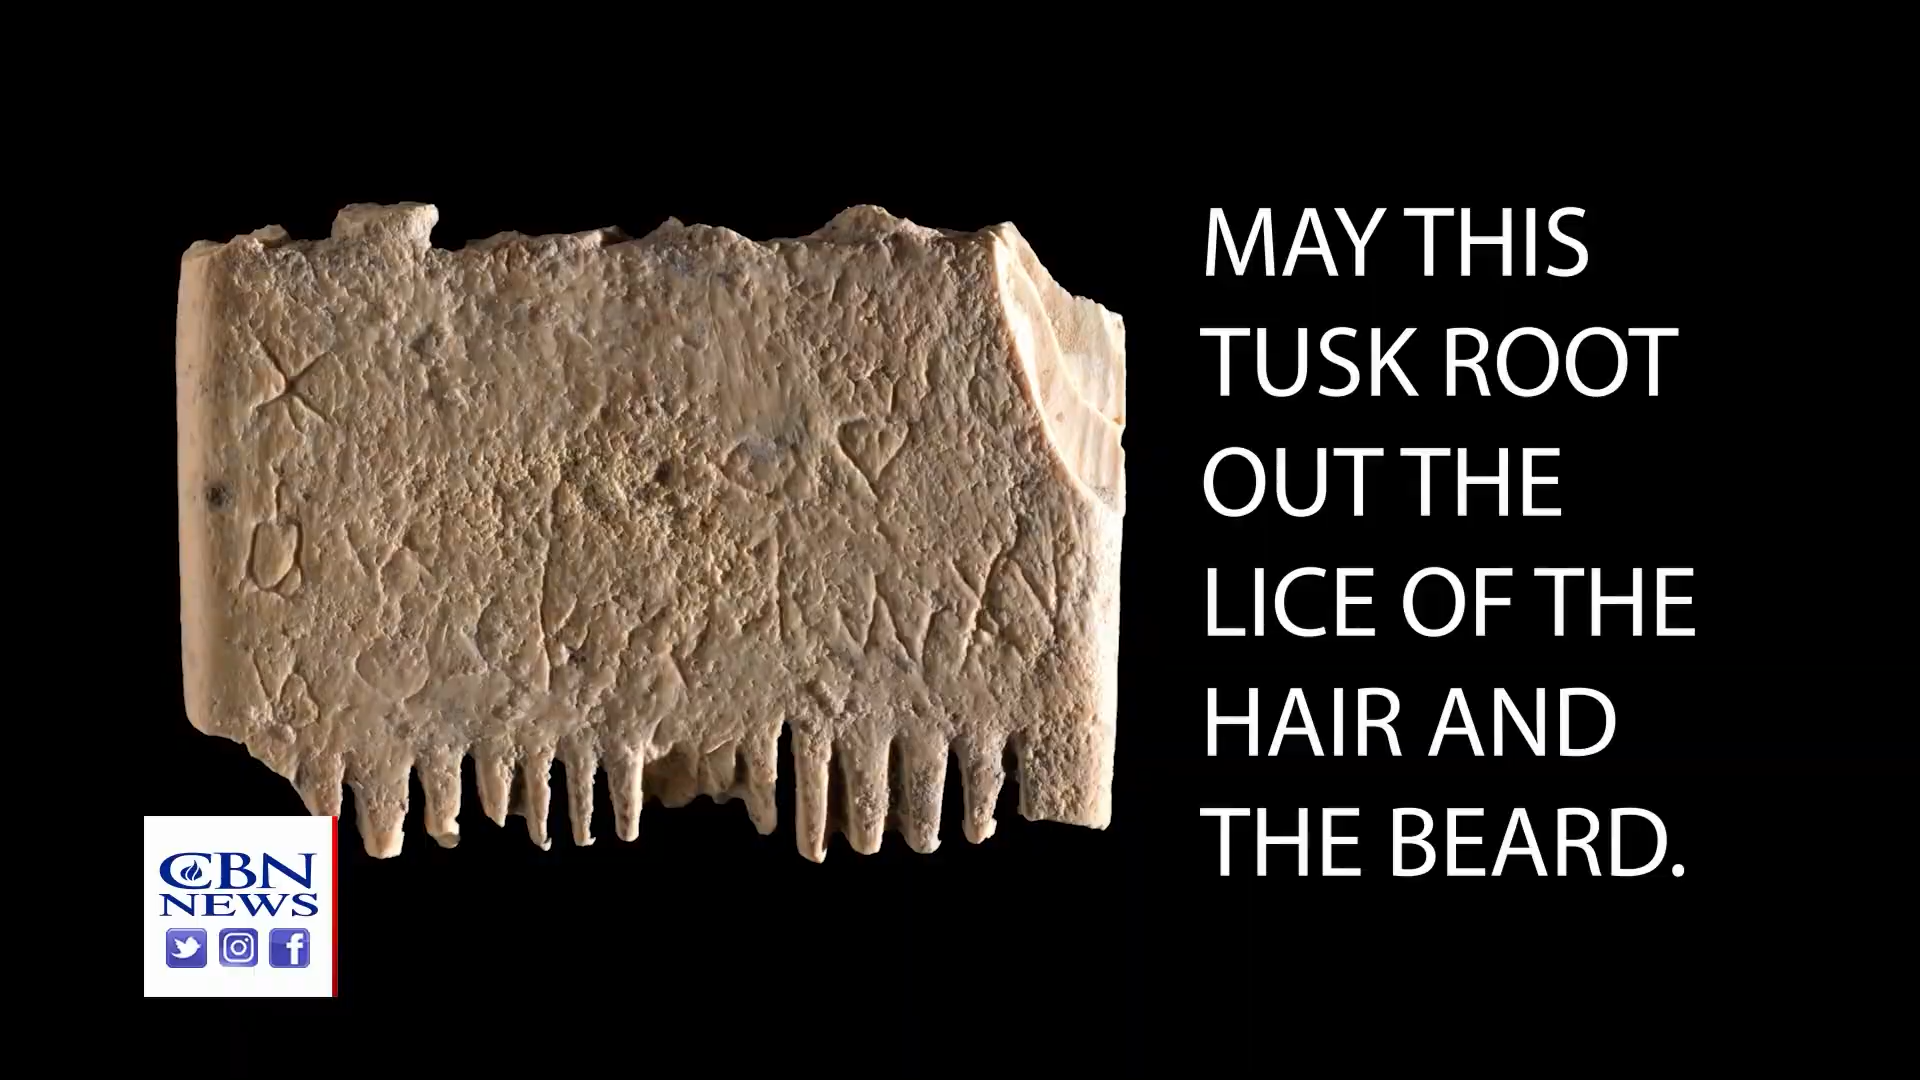 MAY THIS
TUSK ROOT
OUT THE
LICE OF THE
HAIR AND
THE BEARD.
CBN
NEWS